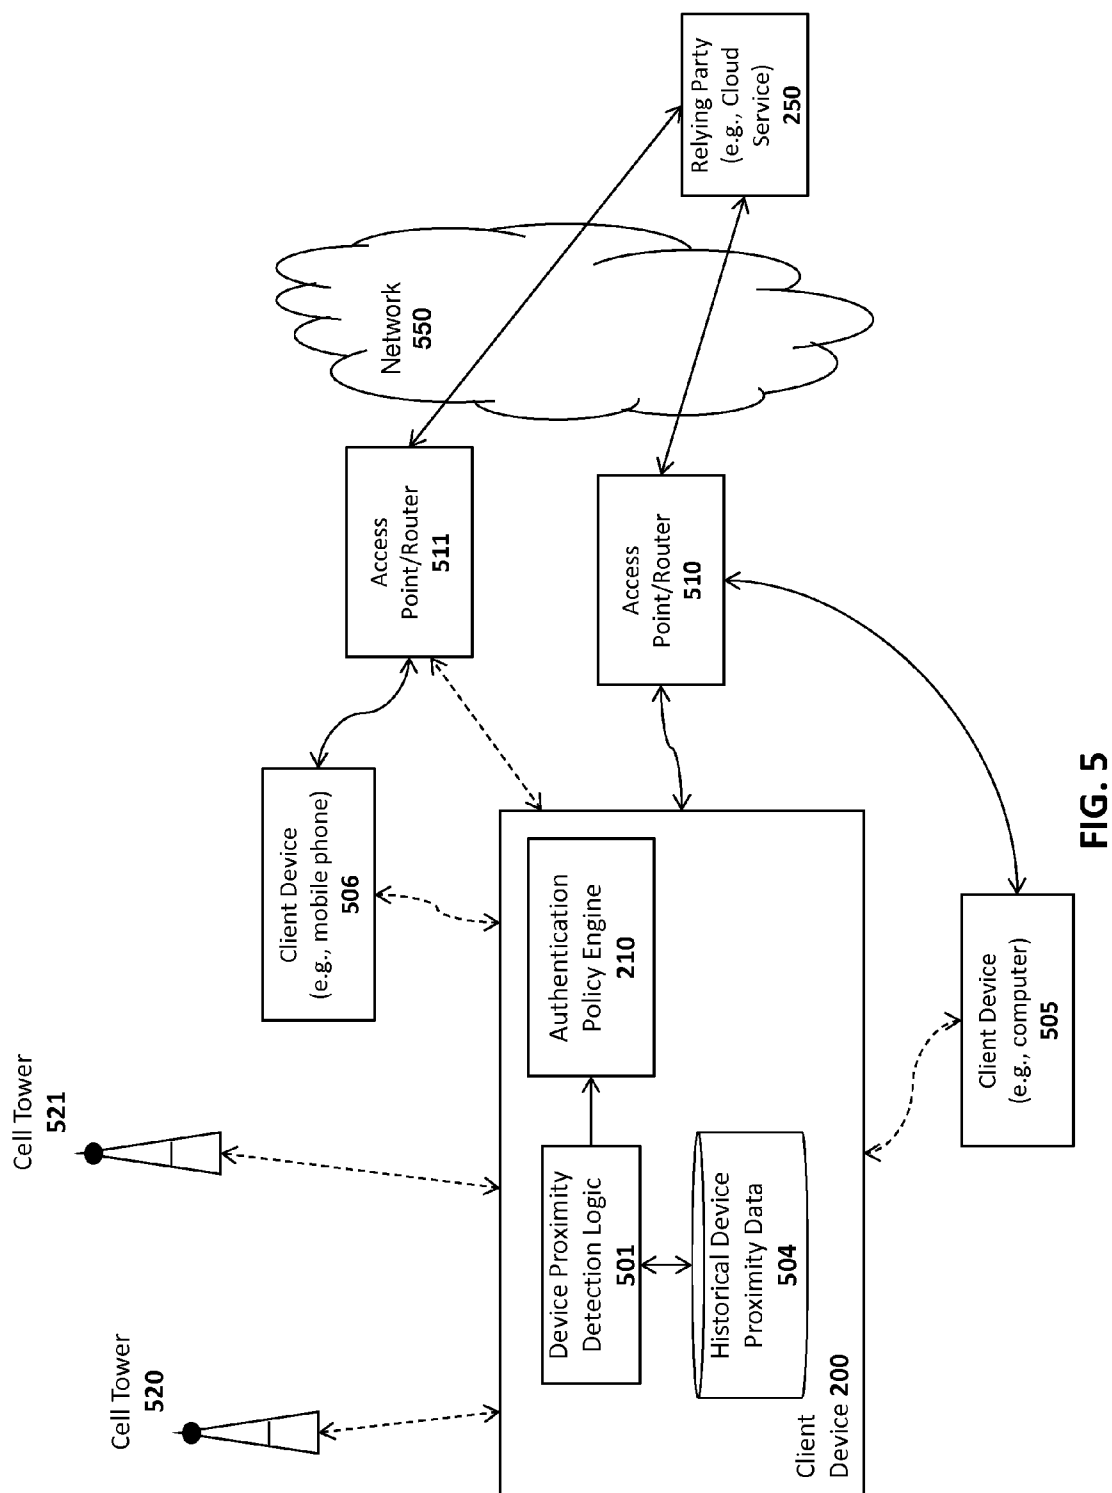 Cell Tower
520
Cell Tower
521
Client Device
(e.g., mobile phone)
506
Access
Point/Router
511
Network
550
Relying Party
(e.g., Cloud
Service)
250
Device Proximity
Detection Logic
501
Authentication
Policy Engine
210
Access
Point/Router
510
Historical Device
Proximity Data
504
Client
Device 200
Client Device
(e.g., computer)
505
FIG. 5